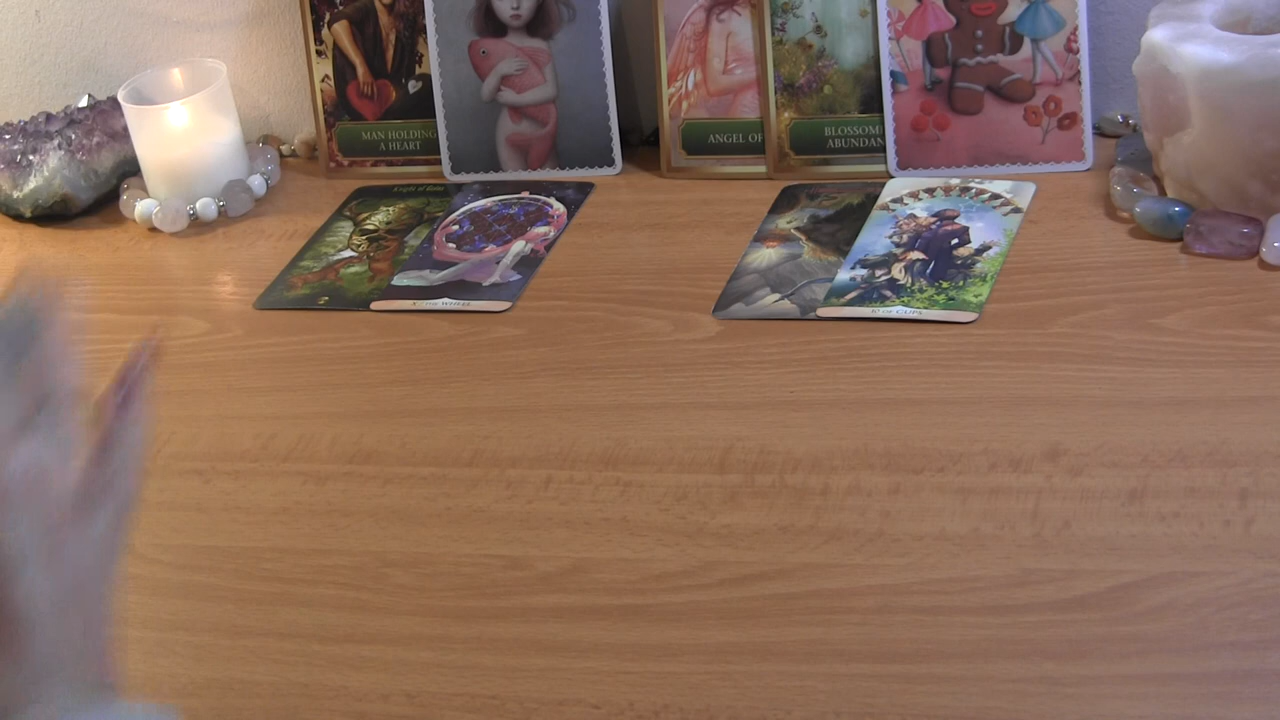 MAN HOLDING
A HEART
ANGEL OF
BLOSSOMI
ABUNDAN
Knight of Coins
X - THE WHEEL
10 OF CUPS